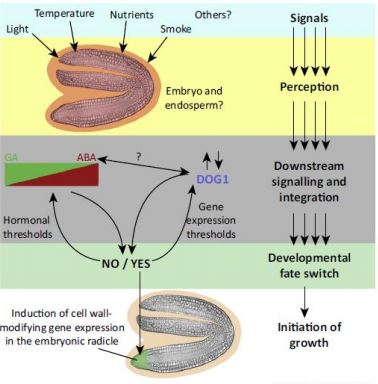 Temperature Nutrients Others?
Light Smoke
Signals
Embryo and
endosperm?
Perception
GA ABA ? DOG1
Hormonal
thresholds
Gene
expression
thresholds
Downstream
signalling and
integration
NO / YES
Developmental
fate switch
Induction of cell wall-
modifying gene expression
in the embryonic radicle
Initiation of
growth